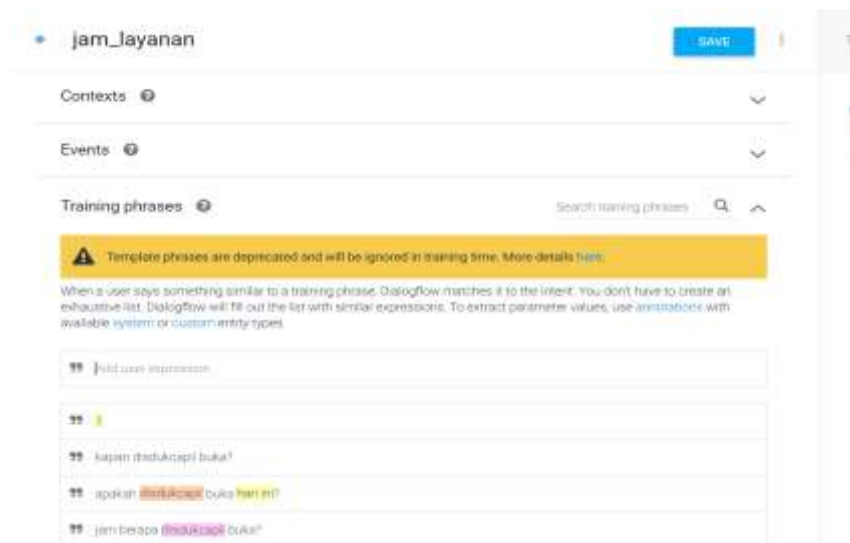 jam_layanan
SAVE
Contexts
Events
Training phrases
Search training phrases
Template phrases are deprecated and will be ignored in training time. More details here.
When a user says something similar to a training phrase, Dialogflow matches it to the intent. You don't have to create an
exhaustive list. Dialogflow will fill out the list with similar expressions. To extract parameter values, use annotations with
available system or custom entity types.
Add user expression
kapan disdukcapil buka?
apakah disdukcapil buka hari ini?
jam berapa disdukcapil buka?